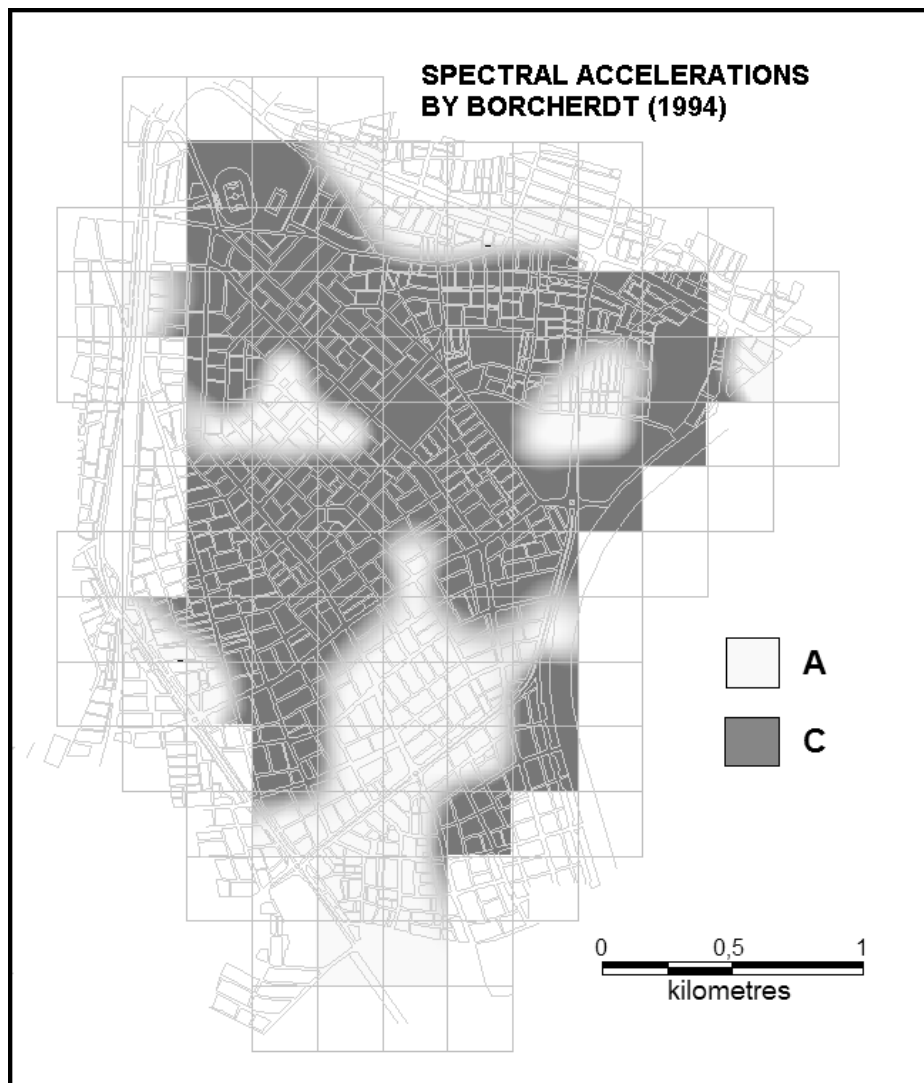 SPECTRAL ACCELERATIONS
BY BORCHERDT (1994)
A
C
0 0,5 1
kilometres